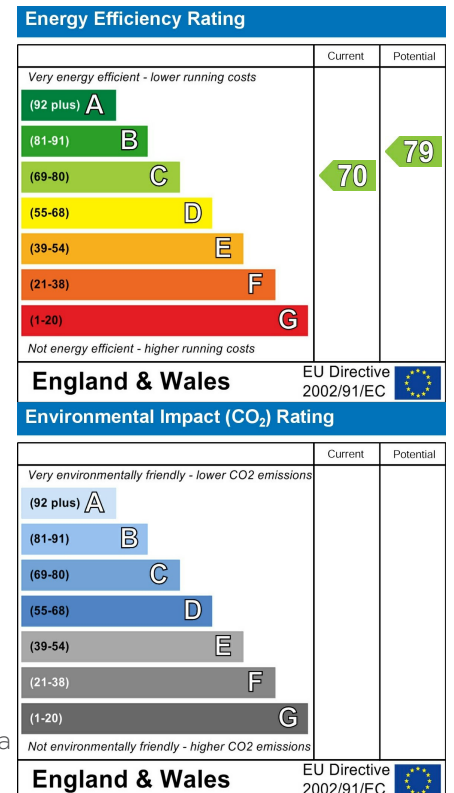 Energy Efficiency Rating
Current Potential
Very energy efficient - lower running costs
(92 plus) A
(81-91) B
79
(69-80) C
70
(55-68) D
(39-54) E
(21-38) F
(1-20) G
Not energy efficient - higher running costs
England & Wales
EU Directive
2002/91/EC
Environmental Impact (CO₂) Rating
Current Potential
Very environmentally friendly - lower CO2 emissions
(92 plus) A
(81-91) B
(69-80) C
(55-68) D
(39-54) E
(21-38) F
(1-20) G
a
Not environmentally friendly - higher CO2 emissions
England & Wales
EU Directive
2002/91/EC